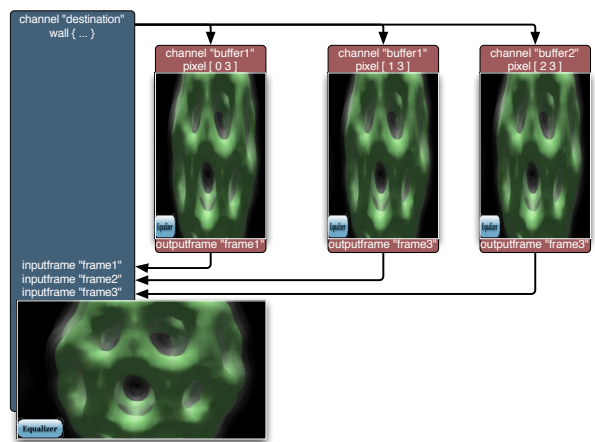 channel "destination"
wall { ... }
channel "buffer1"
pixel [ 0 3 ]
channel "buffer1"
pixel [ 1 3 ]
channel "buffer2"
pixel [ 2 3 ]
Equalizer
Equalizer
Equalizer
outputframe "frame1"
outputframe "frame3"
outputframe "frame3"
inputframe "frame1"
inputframe "frame2"
inputframe "frame3"
Equalizer